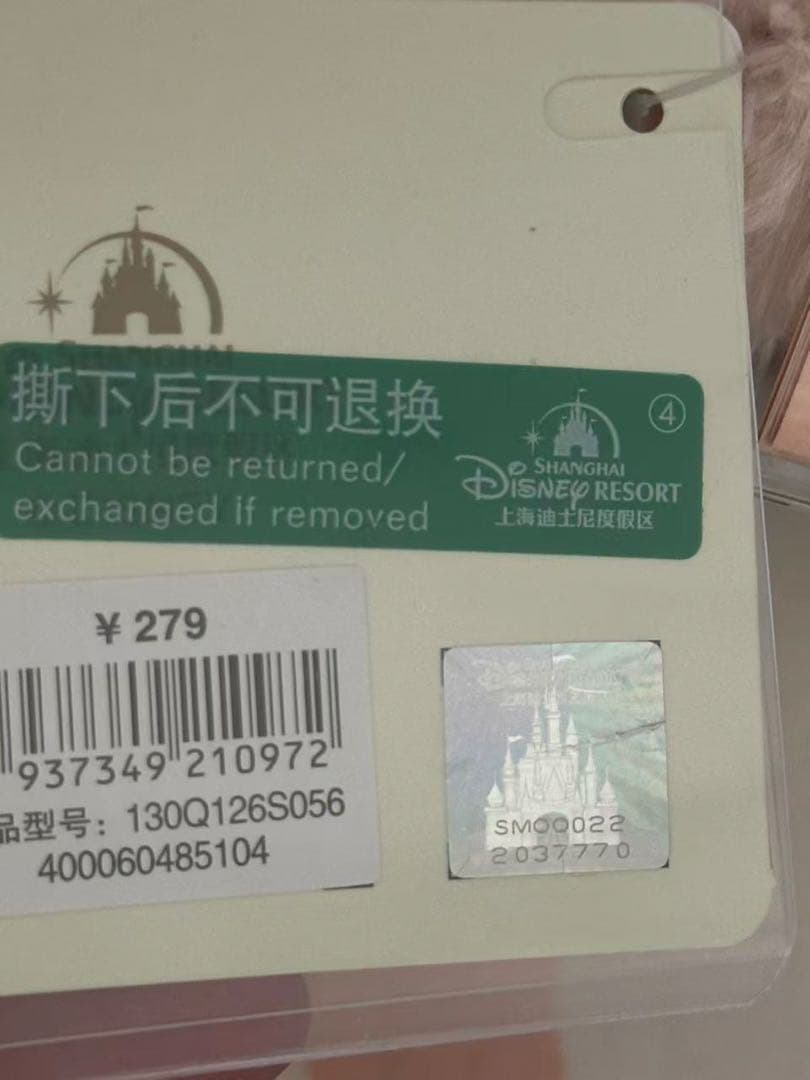 撕下后不可退换
Cannot be returned/
exchanged if removed
④
SHANGHAI
DISNEY RESORT
上海迪士尼度假区
¥ 279
937349 210972
品型号：130Q126S056
400060485104
SM00022
2037770